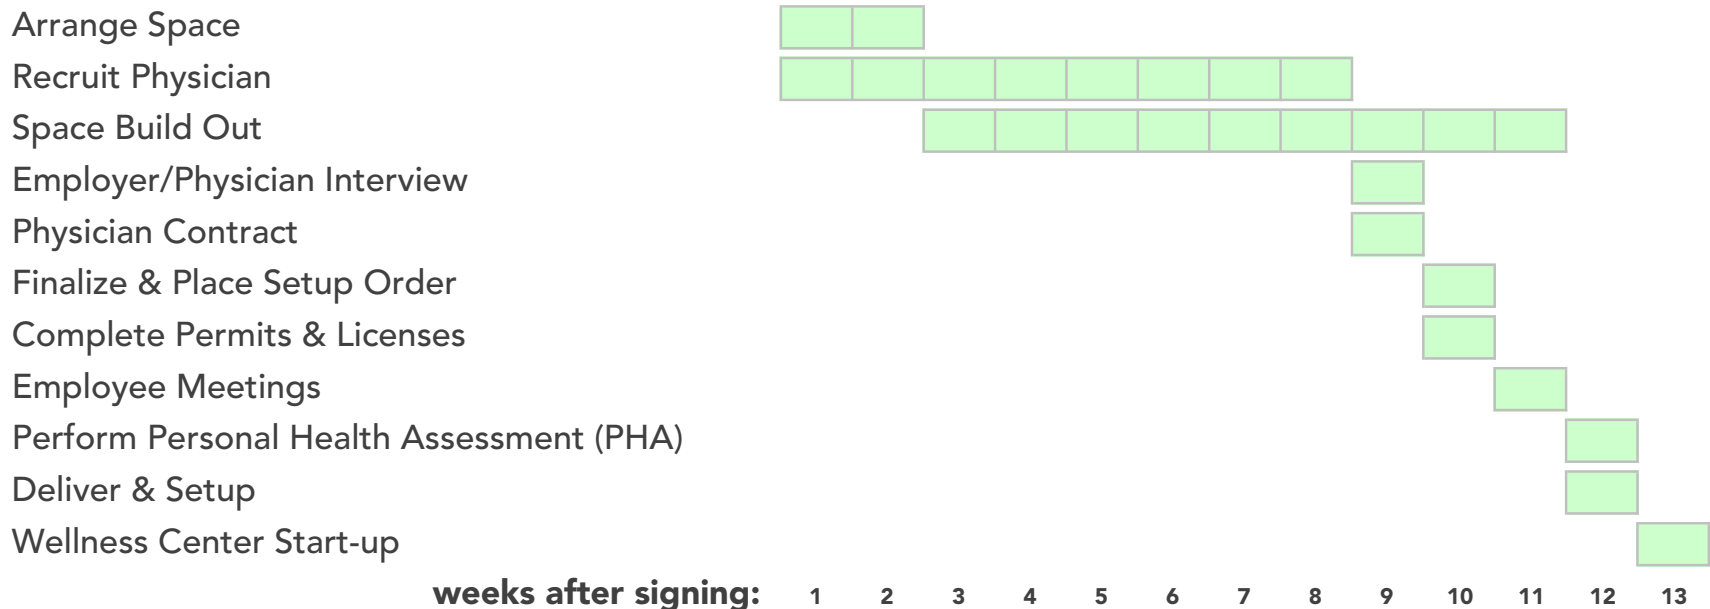 Arrange Space
Recruit Physician
Space Build Out
Employer/Physician Interview
Physician Contract
Finalize & Place Setup Order
Complete Permits & Licenses
Employee Meetings
Perform Personal Health Assessment (PHA)
Deliver & Setup
Wellness Center Start-up
weeks after signing: 1 2 3 4 5 6 7 8 9 10 11 12 13